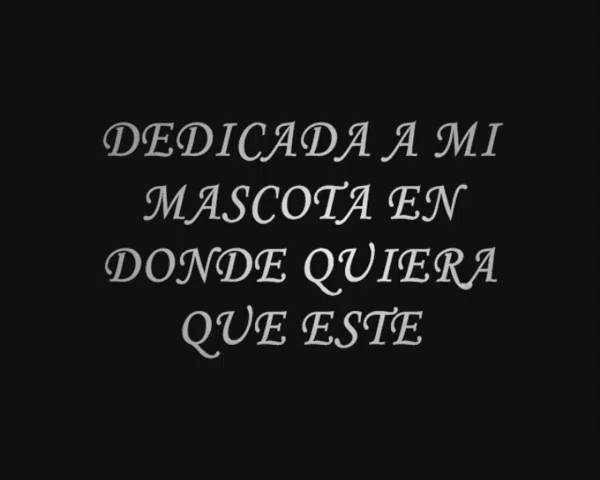 DEDICADA A MI
MASCOTA EN
DONDE QUIERA
QUE ESTE